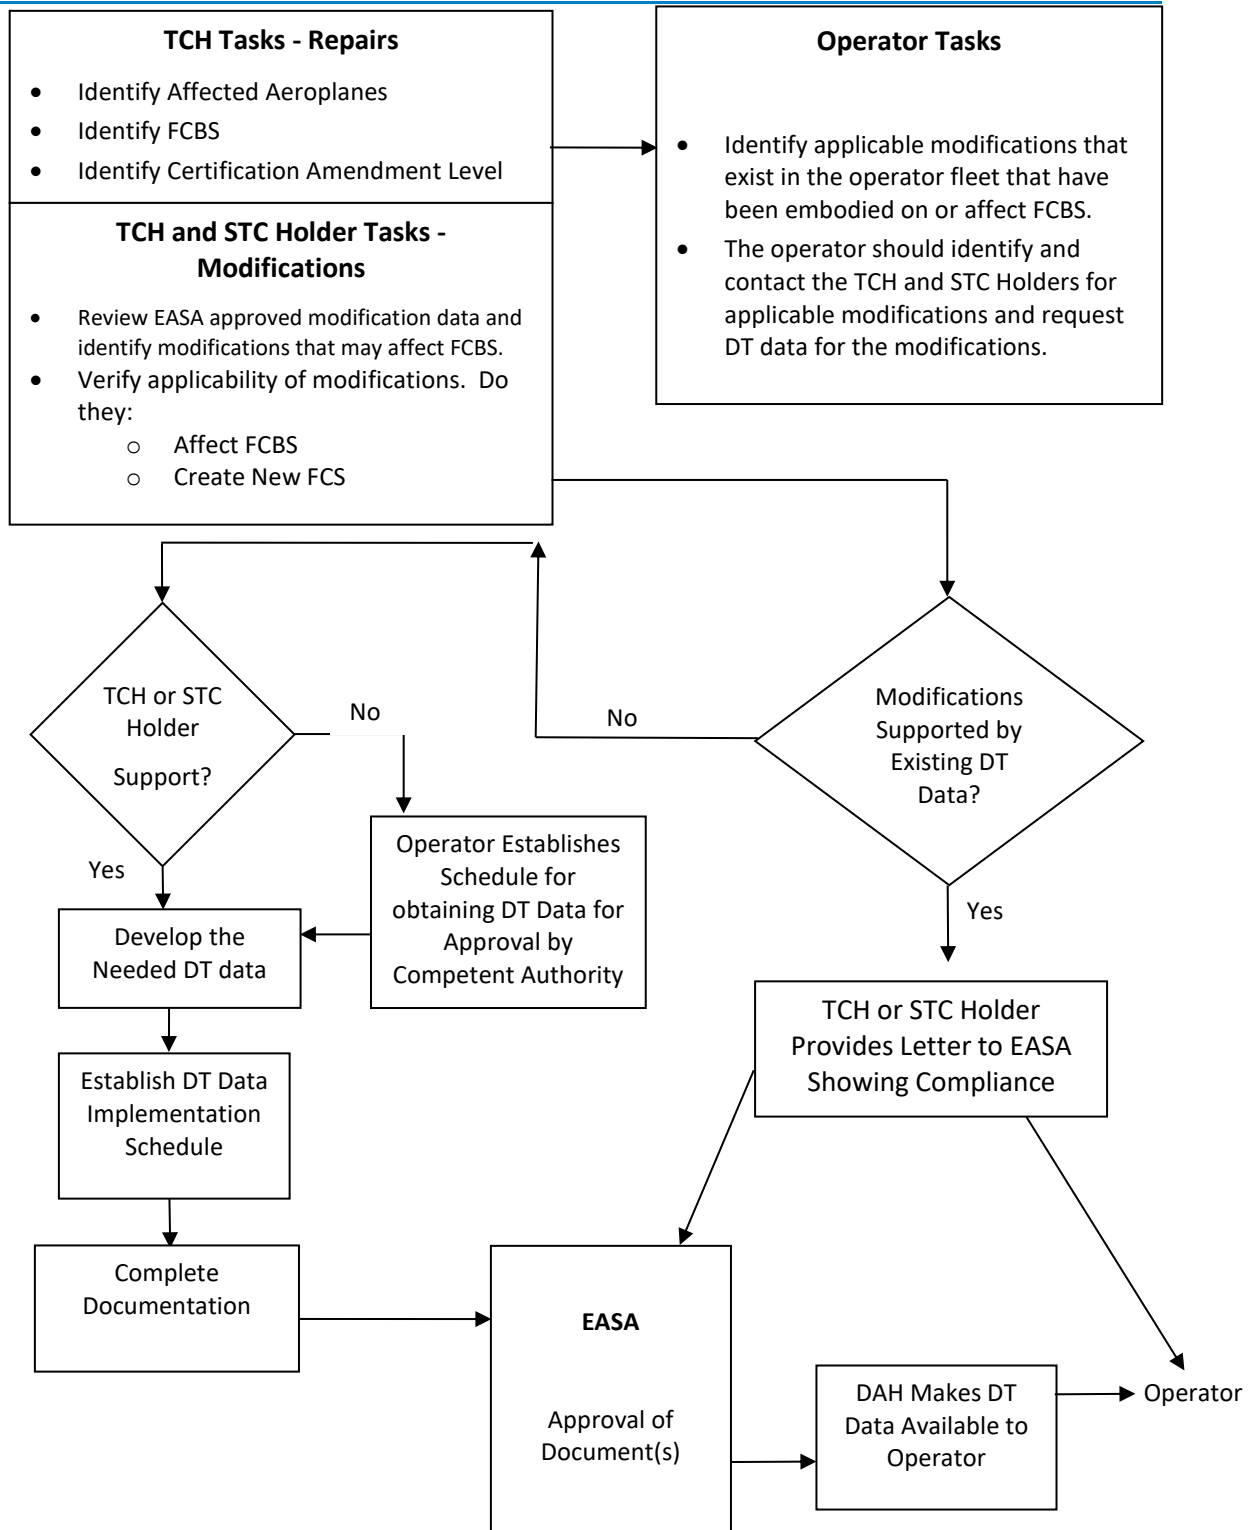 TCH Tasks - Repairs
• Identify Affected Aeroplanes
• Identify FCBS
• Identify Certification Amendment Level
TCH and STC Holder Tasks -
Modifications
• Review EASA approved modification data and
identify modifications that may affect FCBS.
• Verify applicability of modifications.  Do
they:
o Affect FCBS
o Create New FCS
Operator Tasks
• Identify applicable modifications that
exist in the operator fleet that have
been embodied on or affect FCBS.
• The operator should identify and
contact the TCH and STC Holders for
applicable modifications and request
DT data for the modifications.
TCH or STC
Holder
Support?
No
Yes
No
Modifications
Supported by
Existing DT
Data?
Yes
Operator Establishes
Schedule for
obtaining DT Data for
Approval by
Competent Authority
Develop the
Needed DT data
TCH or STC Holder
Provides Letter to EASA
Showing Compliance
Establish DT Data
Implementation
Schedule
Complete
Documentation
EASA
Approval of
Document(s)
DAH Makes DT
Data Available to
Operator
Operator